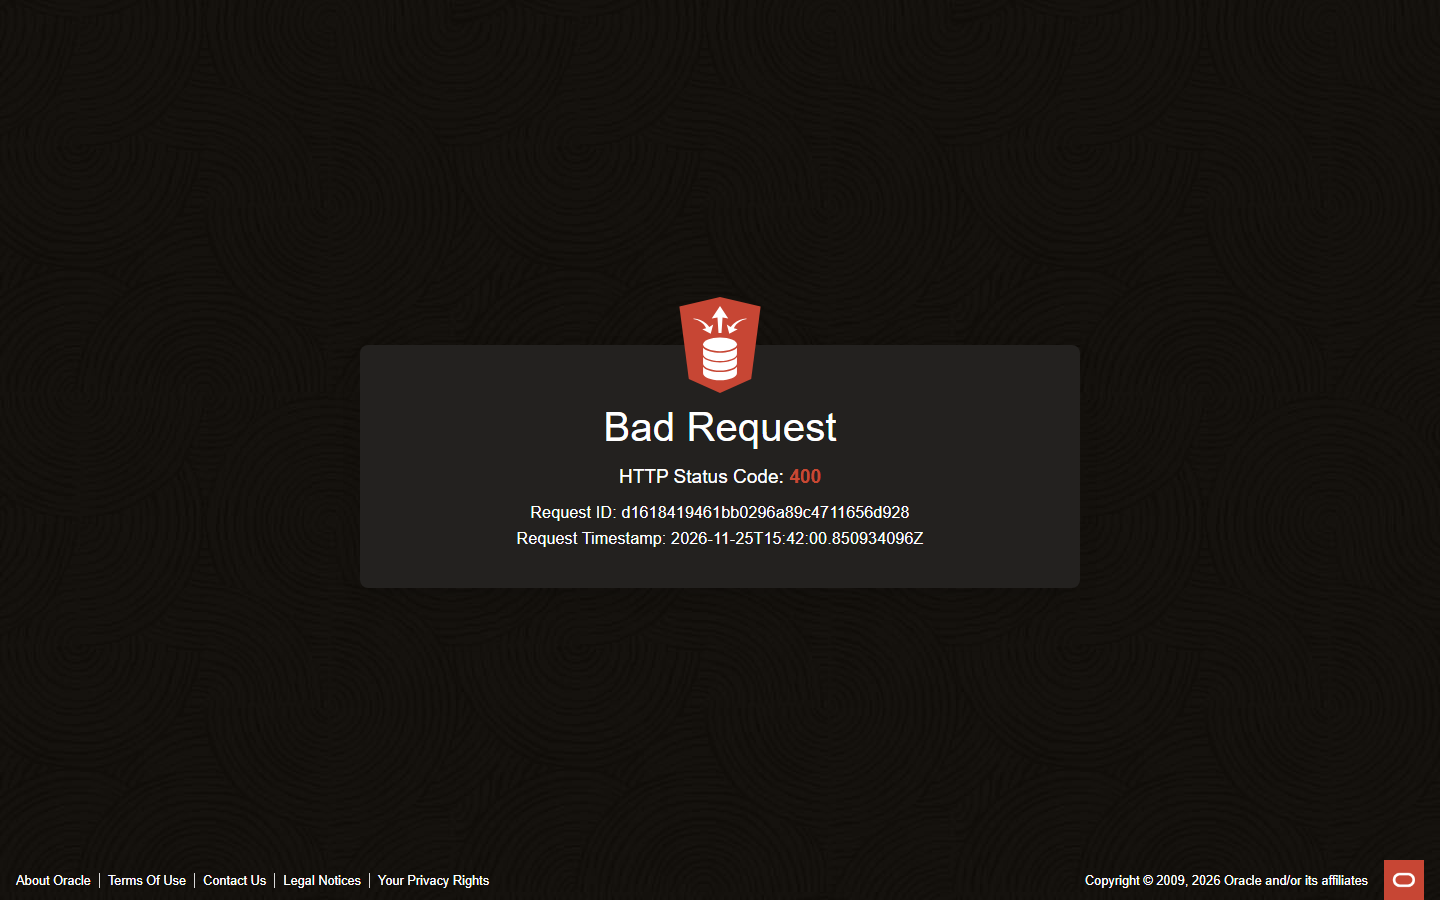 Bad Request
HTTP Status Code: 400
Request ID: d1618419461bb0296a89c4711656d928
Request Timestamp: 2026-11-25T15:42:00.850934096Z
About Oracle | Terms Of Use | Contact Us | Legal Notices | Your Privacy Rights
Copyright © 2009, 2026 Oracle and/or its affiliates